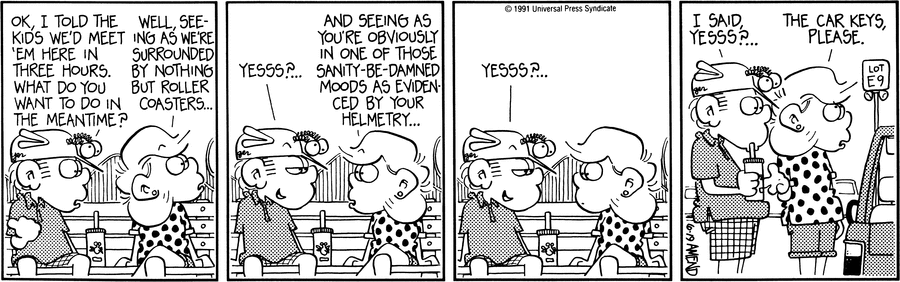 OK, I TOLD THE
KIDS WE'D MEET
'EM HERE IN
THREE HOURS.
WHAT DO YOU
WANT TO DO IN
THE MEANTIME?
WELL, SEE-
ING AS WE'RE
SURROUNDED
BY NOTHING
BUT ROLLER
COASTERS...
YESSS?...
AND SEEING AS
YOU'RE OBVIOUSLY
IN ONE OF THOSE
SANITY-BE-DAMNED
MOODS AS EVIDEN-
CED BY YOUR
HELMETRY...
© 1991 Universal Press Syndicate
YESSS?...
I SAID,
YESSS?...
THE CAR KEYS,
PLEASE.
LOT
E9
6-19 AMEND